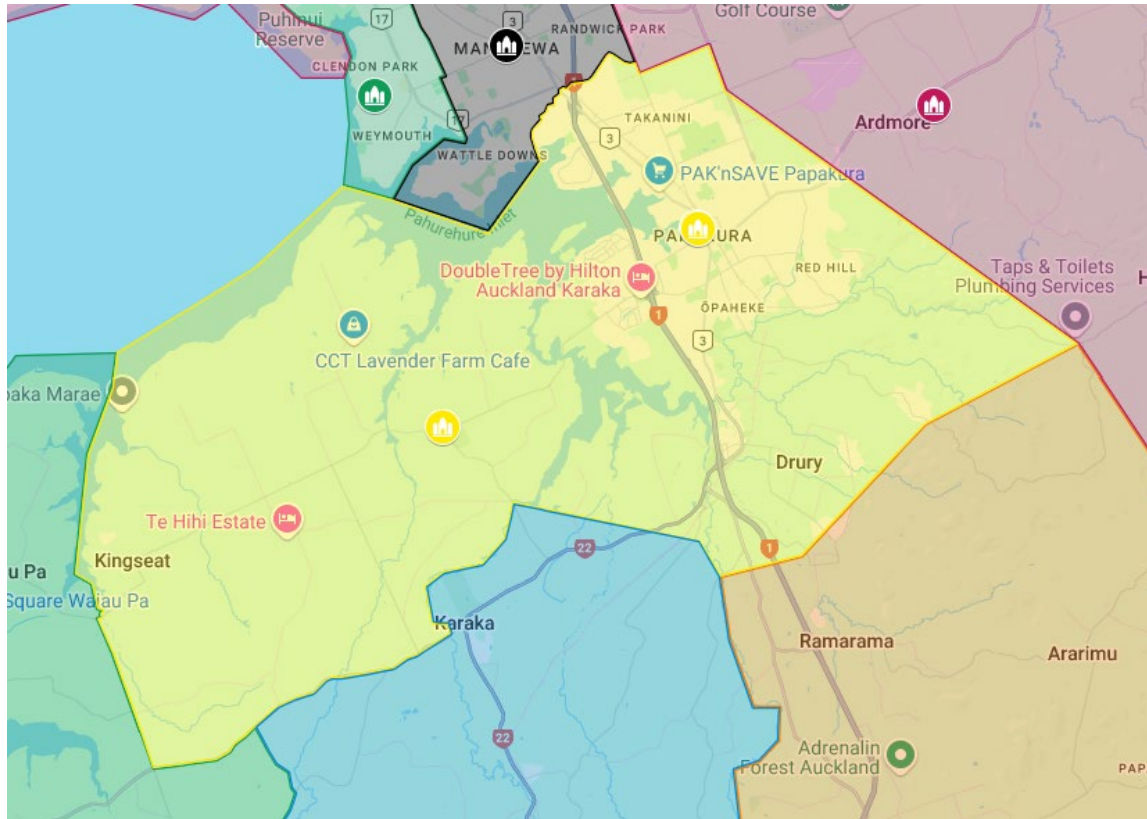 Puhinui
Reserve
17
3
RANDWICK PARK
Golf Course
CLENDON PARK
1
17
WEYMOUTH
WATTLE DOWNS
3
TAKANINI
Ardmore
PAK'nSAVE Papakura
Pahurehure Inlet
DoubleTree by Hilton
Auckland Karaka
RED HILL
Taps & Toilets
Plumbing Services
H
ŌPAHEKE
1
3
CCT Lavender Farm Cafe
Marae
Drury
Te Hihi Estate
22
1
Kingseat
u Pa
Square Waiau Pa
Karaka
Ramarama
Ararimu
22
Adrenalin
Forest Auckland
PAP